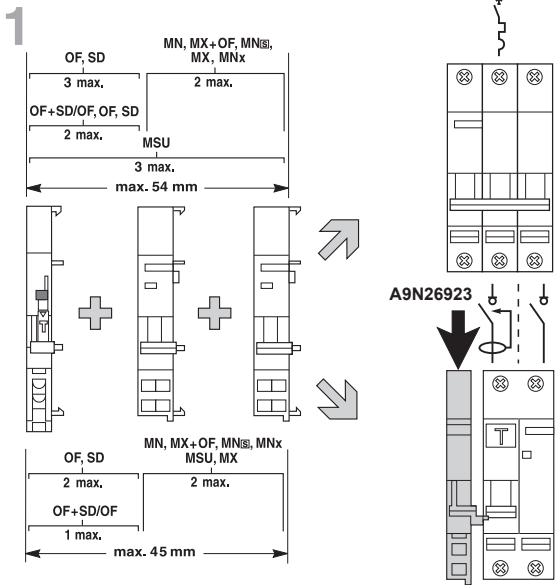 1
OF, SD
3 max.
MN, MX+OF, MN🅂,
MX, MNx
2 max.
OF+SD/OF, OF, SD
2 max.
MSU
3 max.
max. 54 mm
A9N26923
T
OF, SD
2 max.
MN, MX+OF, MN🅂, MNx
MSU, MX
2 max.
OF+SD/OF
1 max.
max. 45 mm